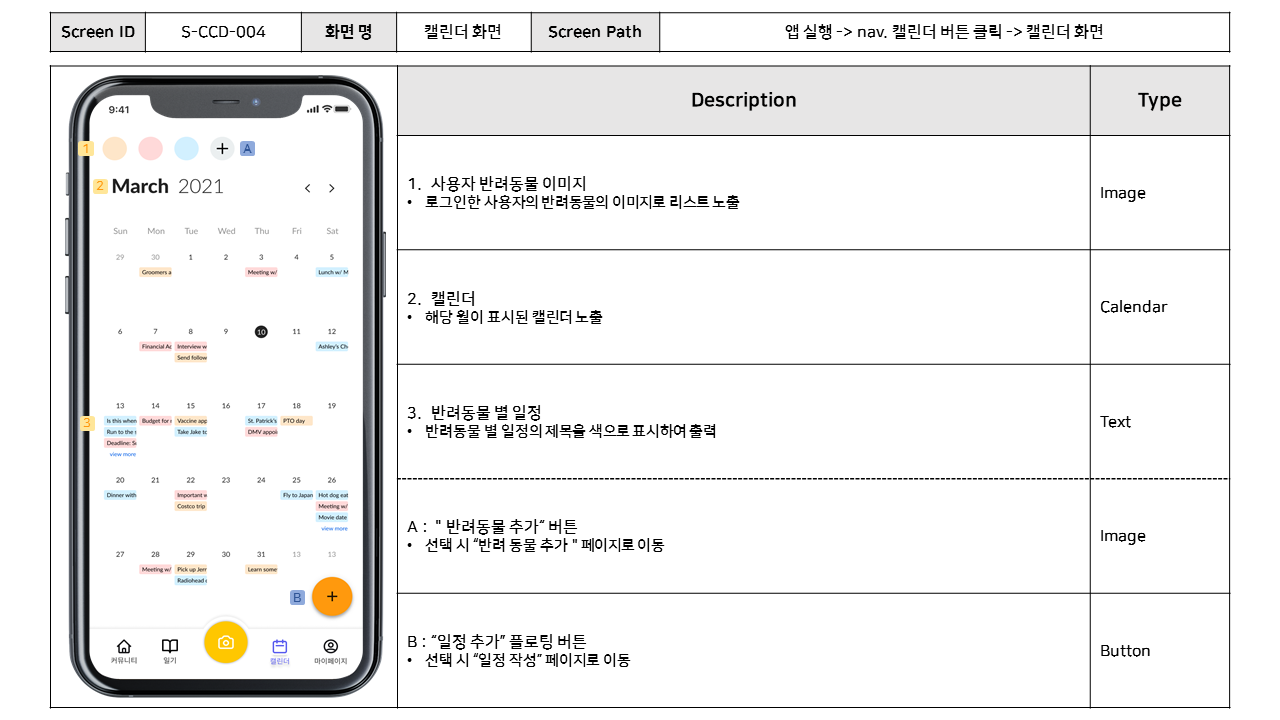 Screen ID
S-CCD-004
화면 명
캘린더 화면
Screen Path
앱 실행 -> nav. 캘린더 버튼 클릭 -> 캘린더 화면
9:41
1
A
2 March 2021
Sun Mon Tue Wed Thu Fri Sat
29 30 1 2 3 4 5
Groomers a Meeting w/ Lunch w/ M
6 7 8 9 10 11 12
Financial Ac Interview w Ashley's Ch
Send follow
13 14 15 16 17 18 19
3
Is this when Budget for r Vaccine app St. Patrick's PTO day
Run to the s Take Jake to DMV appoi
Deadline: Su
view more
20 21 22 23 24 25 26
Dinner with Important w Fly to Japan Hot dog eat
Costco trip Meeting w/
Movie date
view more
27 28 29 30 31 13 13
Meeting w/ Pick up Jerr Learn some
Radiohead c
B
커뮤니티 일기 캘린더 마이페이지
Description
Type
1. 사용자 반려동물 이미지
• 로그인한 사용자의 반려동물의 이미지로 리스트 노출
Image
2. 캘린더
• 해당 월이 표시된 캘린더 노출
Calendar
3. 반려동물 별 일정
• 반려동물 별 일정의 제목을 색으로 표시하여 출력
Text
A : " 반려동물 추가“ 버튼
• 선택 시 “반려 동물 추가 " 페이지로 이동
Image
B : “일정 추가” 플로팅 버튼
• 선택 시 “일정 작성” 페이지로 이동
Button